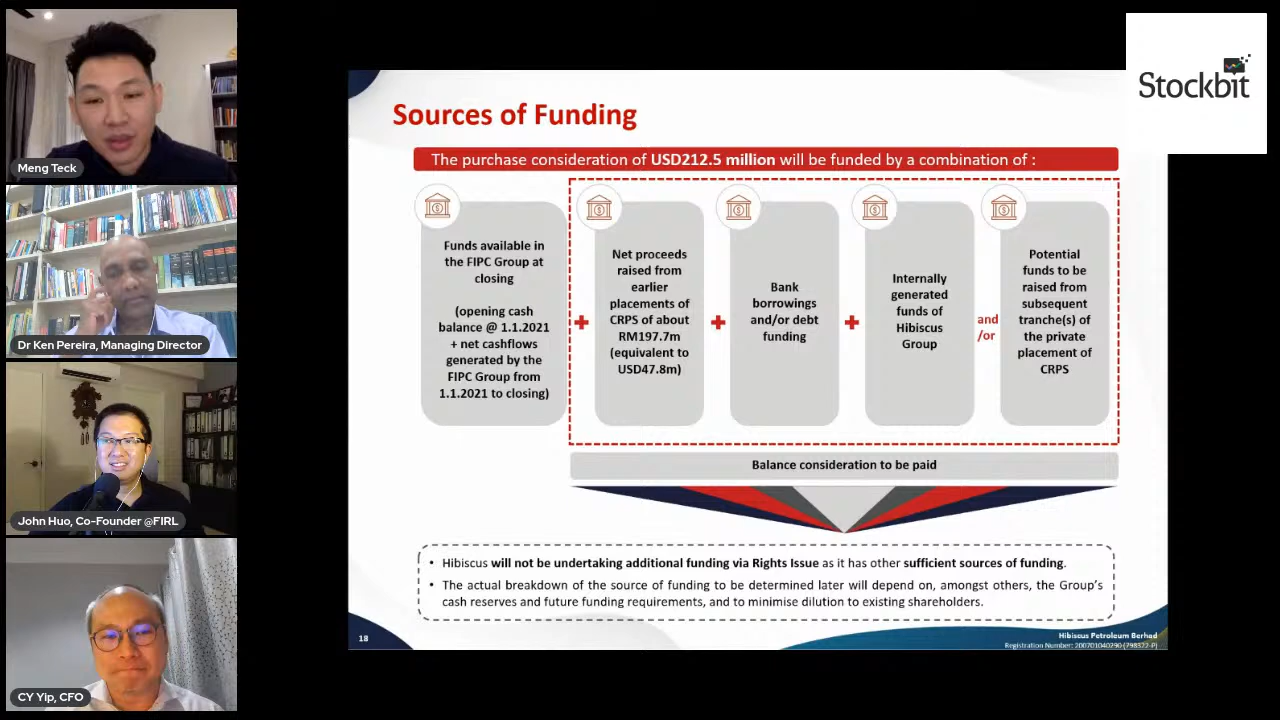 Meng Teck
Dr Ken Pereira, Managing Director
John Huo, Co-Founder @FIRL
CY Yip, CFO
Stockbit
Sources of Funding
The purchase consideration of USD212.5 million will be funded by a combination of :
Funds available in
the FIPC Group at
closing
(opening cash
balance @ 1.1.2021
+ net cashflows
generated by the
FIPC Group from
1.1.2021 to closing)
+
Net proceeds
raised from
earlier
placements of
CRPS of about
RM197.7m
(equivalent to
USD47.8m)
+
Bank
borrowings
and/or debt
funding
+
Internally
generated
funds of
Hibiscus
Group
and
/or
Potential
funds to be
raised from
subsequent
tranche(s) of
the private
placement of
CRPS
Balance consideration to be paid
• Hibiscus will not be undertaking additional funding via Rights Issue as it has other sufficient sources of funding.
• The actual breakdown of the source of funding to be determined later will depend on, amongst others, the Group's
cash reserves and future funding requirements, and to minimise dilution to existing shareholders.
18
Hibiscus Petroleum Berhad
Registration Number: 200701040290 (798322-P)